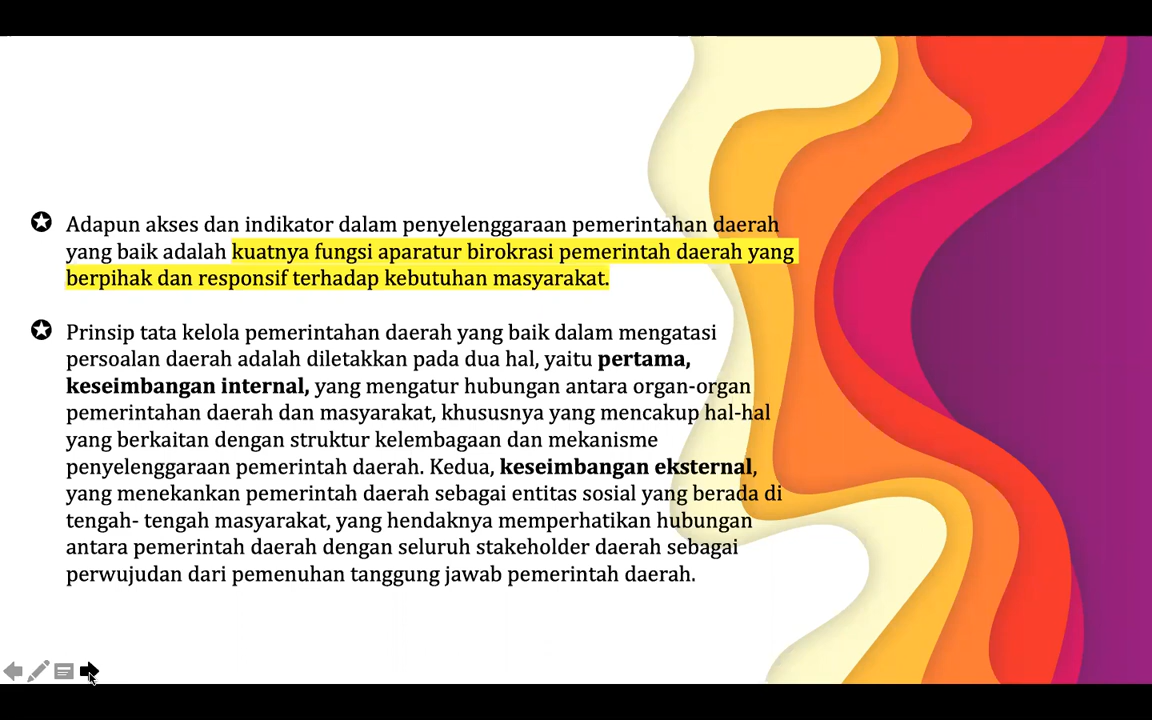 Adapun akses dan indikator dalam penyelenggaraan pemerintahan daerah
yang baik adalah kuatnya fungsi aparatur birokrasi pemerintah daerah yang
berpihak dan responsif terhadap kebutuhan masyarakat.
Prinsip tata kelola pemerintahan daerah yang baik dalam mengatasi
persoalan daerah adalah diletakkan pada dua hal, yaitu pertama,
keseimbangan internal, yang mengatur hubungan antara organ-organ
pemerintahan daerah dan masyarakat, khususnya yang mencakup hal-hal
yang berkaitan dengan struktur kelembagaan dan mekanisme
penyelenggaraan pemerintah daerah. Kedua, keseimbangan eksternal,
yang menekankan pemerintah daerah sebagai entitas sosial yang berada di
tengah- tengah masyarakat, yang hendaknya memperhatikan hubungan
antara pemerintah daerah dengan seluruh stakeholder daerah sebagai
perwujudan dari pemenuhan tanggung jawab pemerintah daerah.